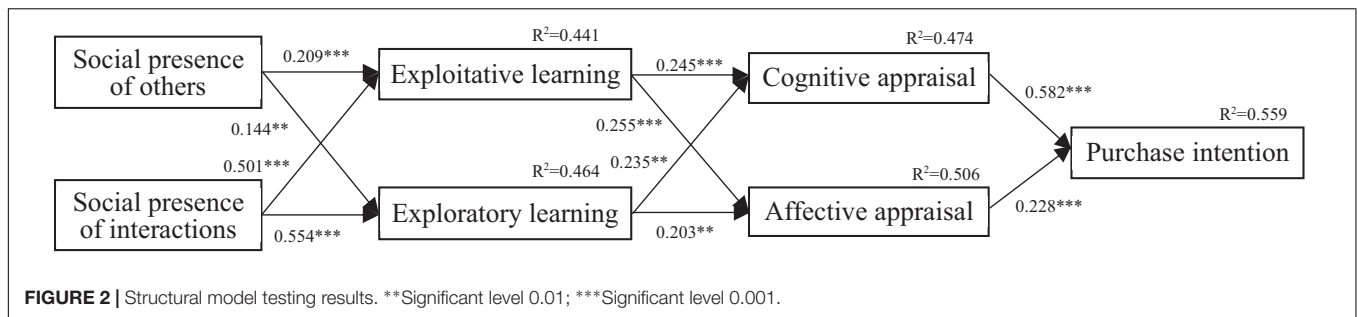 R²=0.441
R²=0.474
Social presence
of others
0.209***
Exploitative learning
0.245***
Cognitive appraisal
0.582***
0.144**
0.255***
R²=0.559
0.501***
0.235**
Purchase intention
R²=0.464
R²=0.506
Social presence
of interactions
0.554***
Exploratory learning
0.203**
Affective appraisal
0.228***
FIGURE 2 | Structural model testing results. **Significant level 0.01; ***Significant level 0.001.